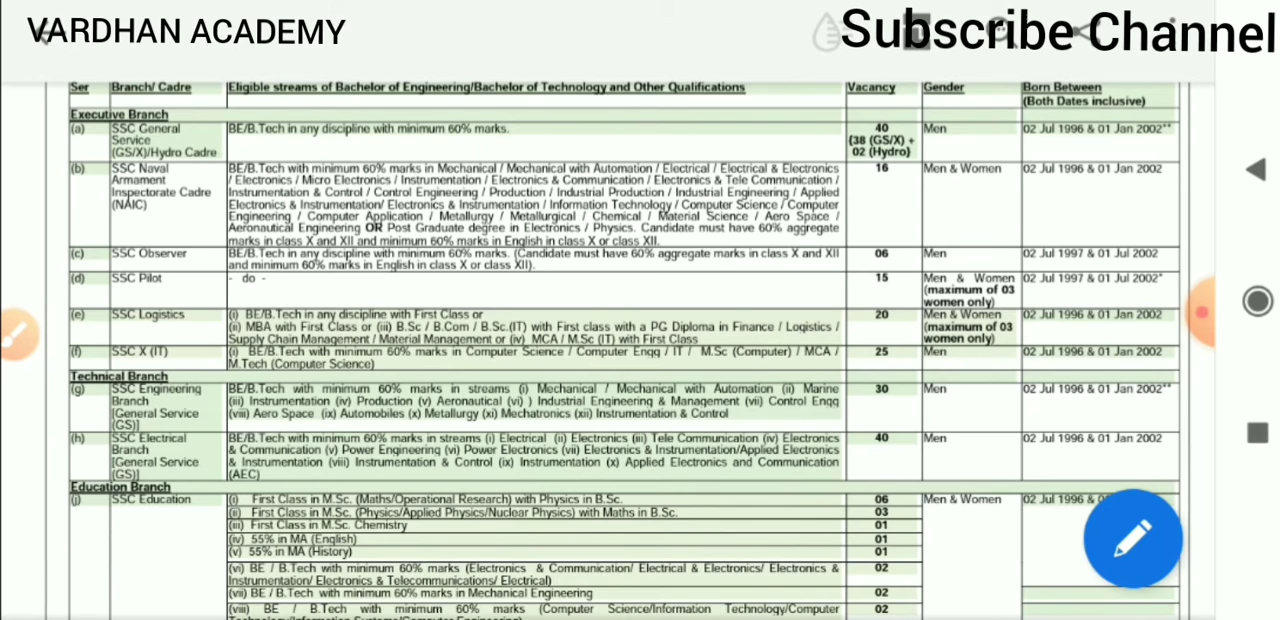 VARDHAN ACADEMY
Subscribe Channel
Ser Branch/ Cadre Eligible streams of Bachelor of Engineering/Bachelor of Technology and Other Qualifications Vacancy Gender Born Between
(Both Dates inclusive)
Executive Branch
(a) SSC General BE/B.Tech in any discipline with minimum 60% marks. 40 Men 02 Jul 1996 & 01 Jan 2002**
Service {38 (GS/X) +
(GS/X)/Hydro Cadre 02 (Hydro}
(b) SSC Naval BE/B.Tech with minimum 60% marks in Mechanical / Mechanical with Automation / Electrical / Electrical & Electronics 16 Men & Women 02 Jul 1996 & 01 Jan 2002
Armament / Electronics / Micro Electronics / Instrumentation / Electronics & Communication / Electronics & Tele Communication /
Inspectorate Cadre Instrumentation & Control / Control Engineering / Production / Industrial Production / Industrial Engineering / Applied
(NAIC) Electronics & Instrumentation/ Electronics & Instrumentation / Information Technology / Computer Science / Computer
Engineering / Computer Application / Metallurgy / Metallurgical / Chemical / Material Science / Aero Space /
Aeronautical Engineering OR Post Graduate degree in Electronics / Physics. Candidate must have 60% aggregate
marks in class X and XII and minimum 60% marks in English in class X or class XII.
(c) SSC Observer BE/B.Tech in any discipline with minimum 60% marks. (Candidate must have 60% aggregate marks in class X and XII 06 Men 02 Jul 1997 & 01 Jul 2002
and minimum 60% marks in English in class X or class XII).
(d) SSC Pilot - do - 15 Men & Women 02 Jul 1997 & 01 Jul 2002*
(maximum of 03
women only)
(e) SSC Logistics (i) BE/B.Tech in any discipline with First Class or 20 Men & Women 02 Jul 1996 & 01 Jan 2002
(ii) MBA with First Class or (iii) B.Sc / B.Com / B.Sc.(IT) with First class with a PG Diploma in Finance / Logistics / (maximum of 03
Supply Chain Management / Material Management or (iv) MCA / M.Sc (IT) with First Class women only)
(f) SSC X (IT) (i) BE/B.Tech with minimum 60% marks in Computer Science / Computer Engg / IT / M.Sc (Computer) / MCA / 25 Men 02 Jul 1996 & 01 Jan 2002
M.Tech (Computer Science)
Technical Branch
(g) SSC Engineering BE/B.Tech with minimum 60% marks in streams (i) Mechanical / Mechanical with Automation (ii) Marine 30 Men 02 Jul 1996 & 01 Jan 2002**
Branch (iii) Instrumentation (iv) Production (v) Aeronautical (vi) ) Industrial Engineering & Management (vii) Control Engg
[General Service (viii) Aero Space (ix) Automobiles (x) Metallurgy (xi) Mechatronics (xii) Instrumentation & Control
(GS)]
(h) SSC Electrical BE/B.Tech with minimum 60% marks in streams (i) Electrical (ii) Electronics (iii) Tele Communication (iv) Electronics 40 Men 02 Jul 1996 & 01 Jan 2002
Branch & Communication (v) Power Engineering (vi) Power Electronics (vii) Electronics & Instrumentation/Applied Electronics
[General Service & Instrumentation (viii) Instrumentation & Control (ix) Instrumentation (x) Applied Electronics and Communication
(GS)] (AEC)
Education Branch
SSC Education (i) First Class in M.Sc. (Maths/Operational Research) with Physics in B.Sc. 06 Men & Women 02 Jul 1996 &
(ii) First Class in M.Sc. (Physics/Applied Physics/Nuclear Physics) with Maths in B.Sc. 03
(iii) First Class in M.Sc. Chemistry 01
(iv) 55% in MA (English) 01
(v) 55% in MA (History) 01
(vi) BE / B.Tech with minimum 60% marks (Electronics & Communication/ Electrical & Electronics/ Electronics & 02
Instrumentation/ Electronics & Telecommunications/ Electrical)
(vii) BE / B.Tech with minimum 60% marks in Mechanical Engineering 02
(viii) BE / B.Tech with minimum 60% marks (Computer Science/Information Technology/Computer 02